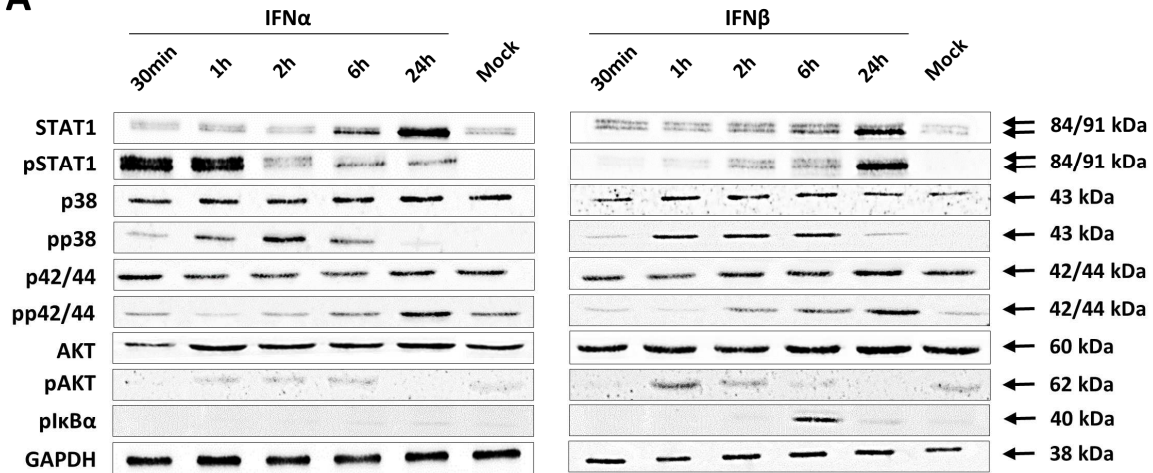 A
IFNα IFNβ
30min 1h 2h 6h 24h Mock 30min 1h 2h 6h 24h Mock
STAT1 84/91 kDa
pSTAT1 84/91 kDa
p38 43 kDa
pp38 43 kDa
p42/44 42/44 kDa
pp42/44 42/44 kDa
AKT 60 kDa
pAKT 62 kDa
pIκBα 40 kDa
GAPDH 38 kDa